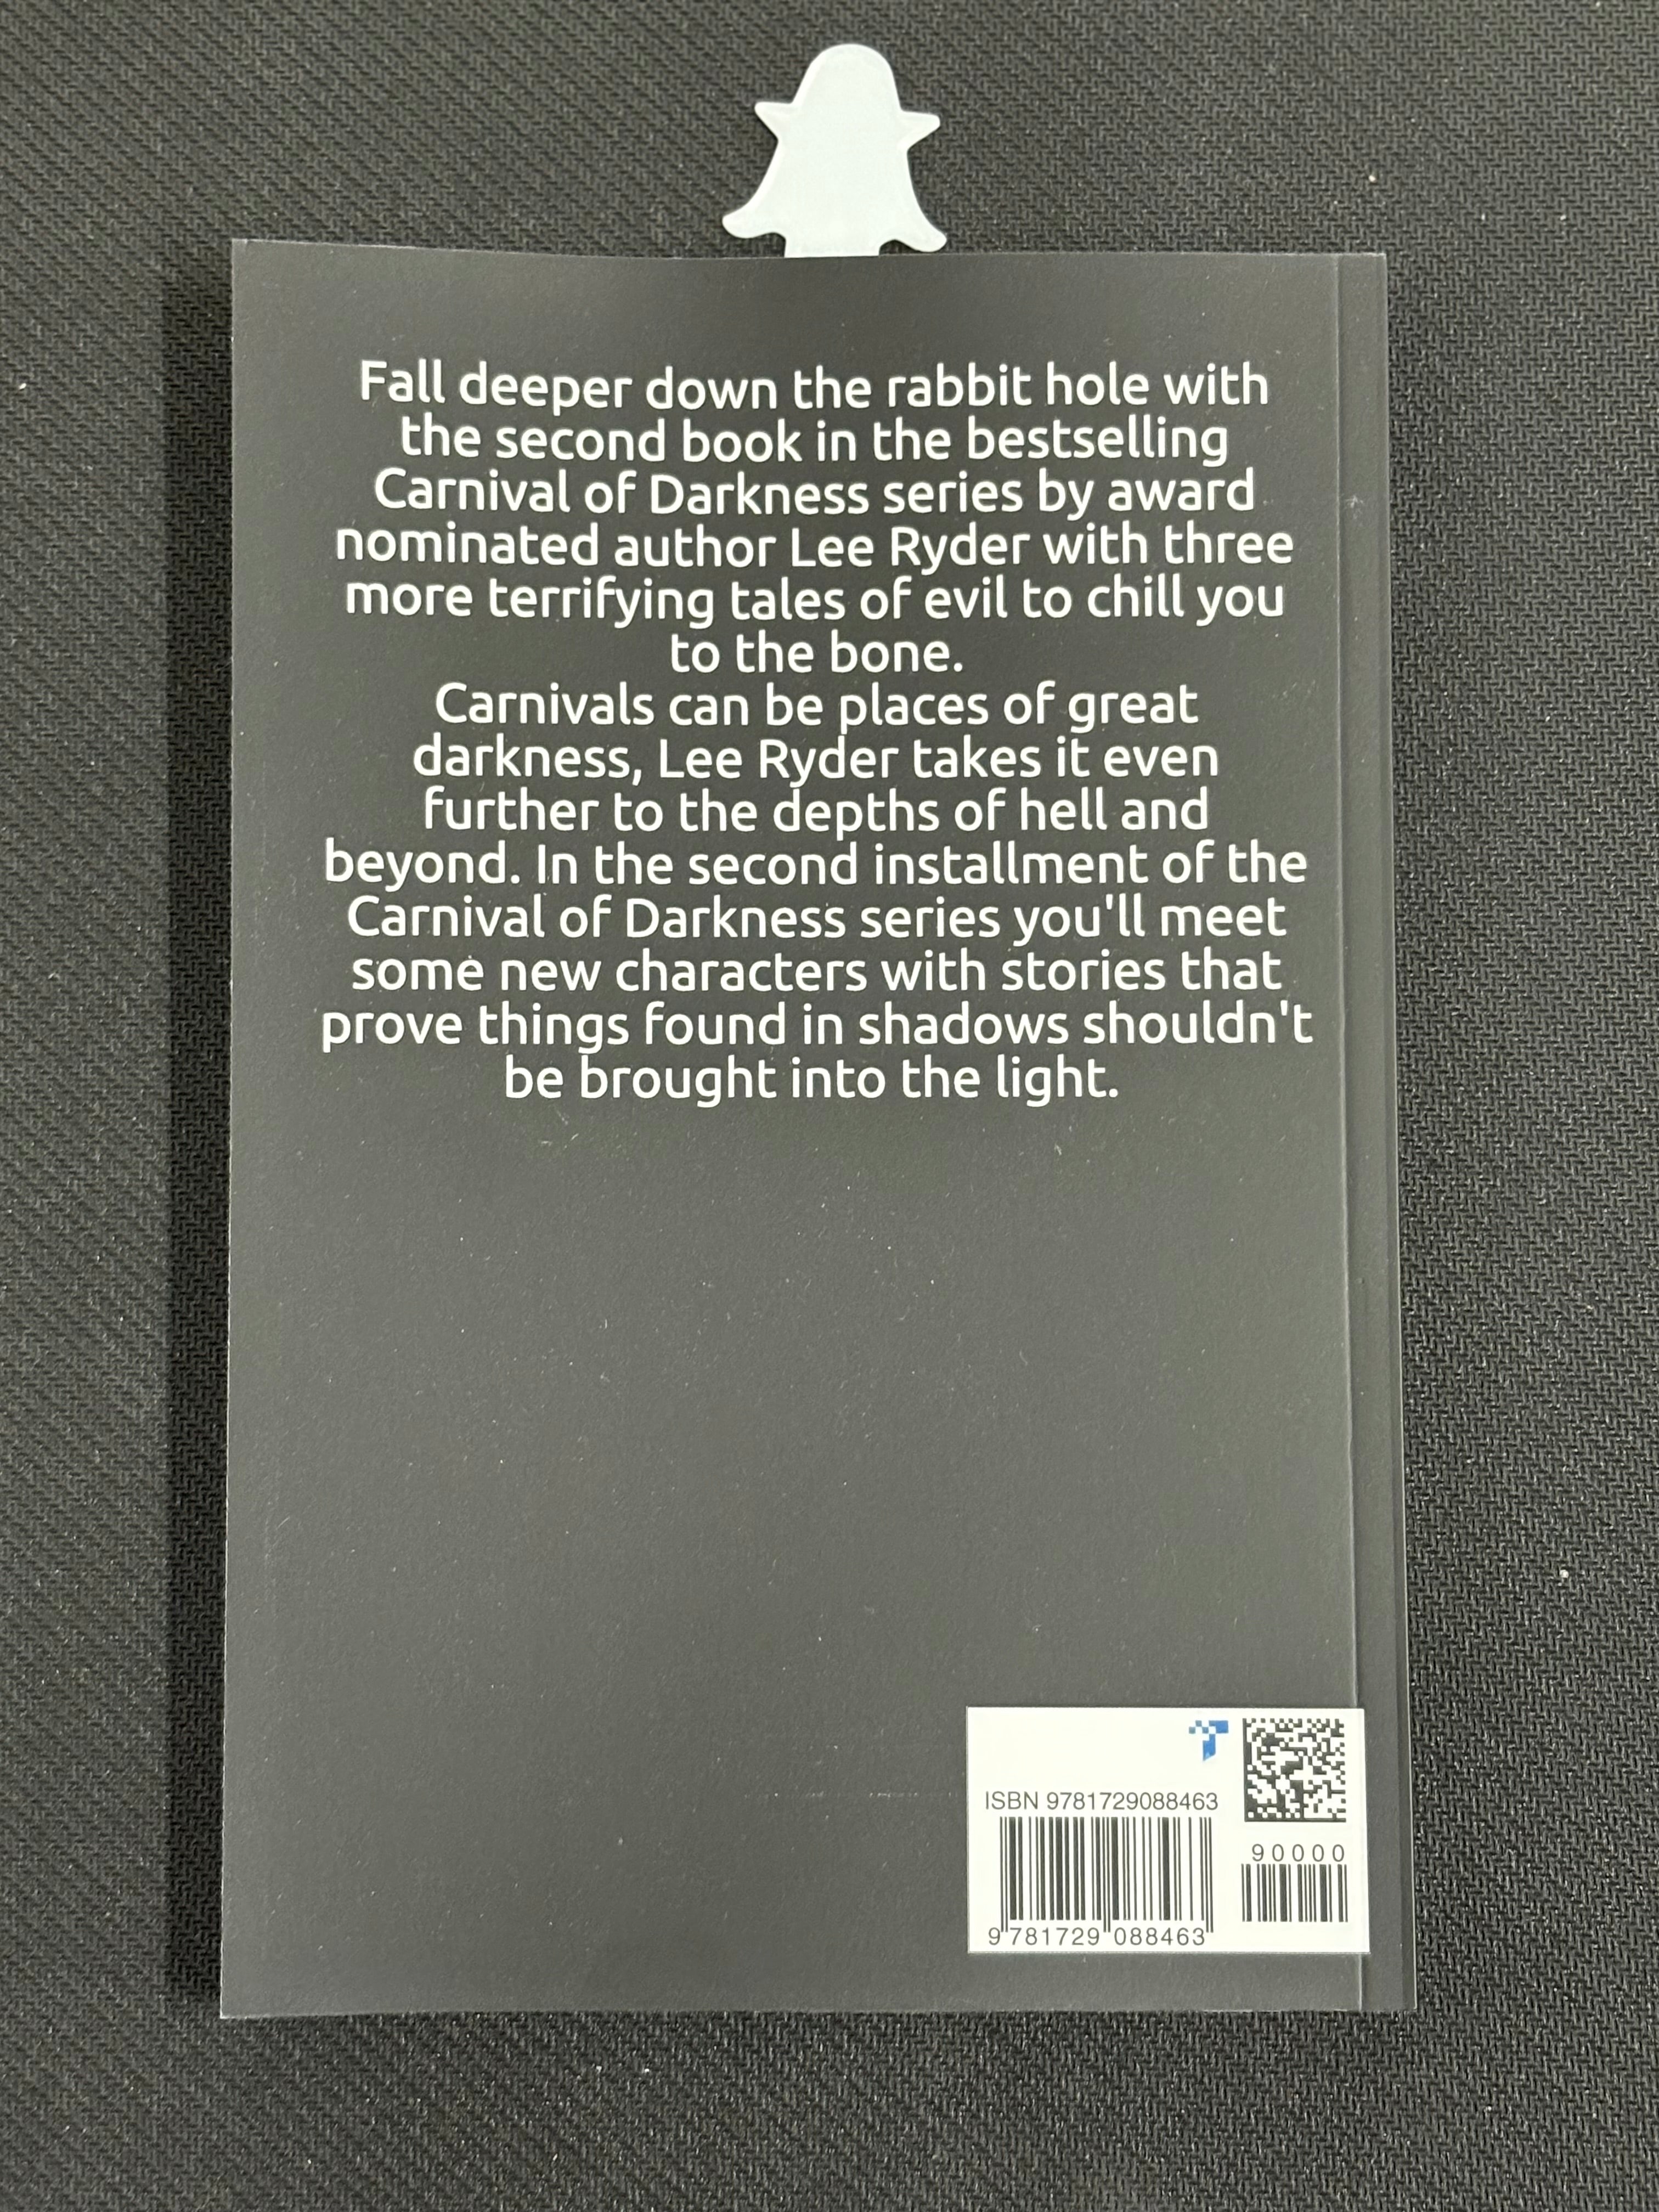 Fall deeper down the rabbit hole with
the second book in the bestselling
Carnival of Darkness series by award
nominated author Lee Ryder with three
more terrifying tales of evil to chill you
to the bone.
Carnivals can be places of great
darkness, Lee Ryder takes it even
further to the depths of hell and
beyond. In the second installment of the
Carnival of Darkness series you'll meet
some new characters with stories that
prove things found in shadows shouldn't
be brought into the light.
ISBN 9781729088463
90000
9 781729 088463